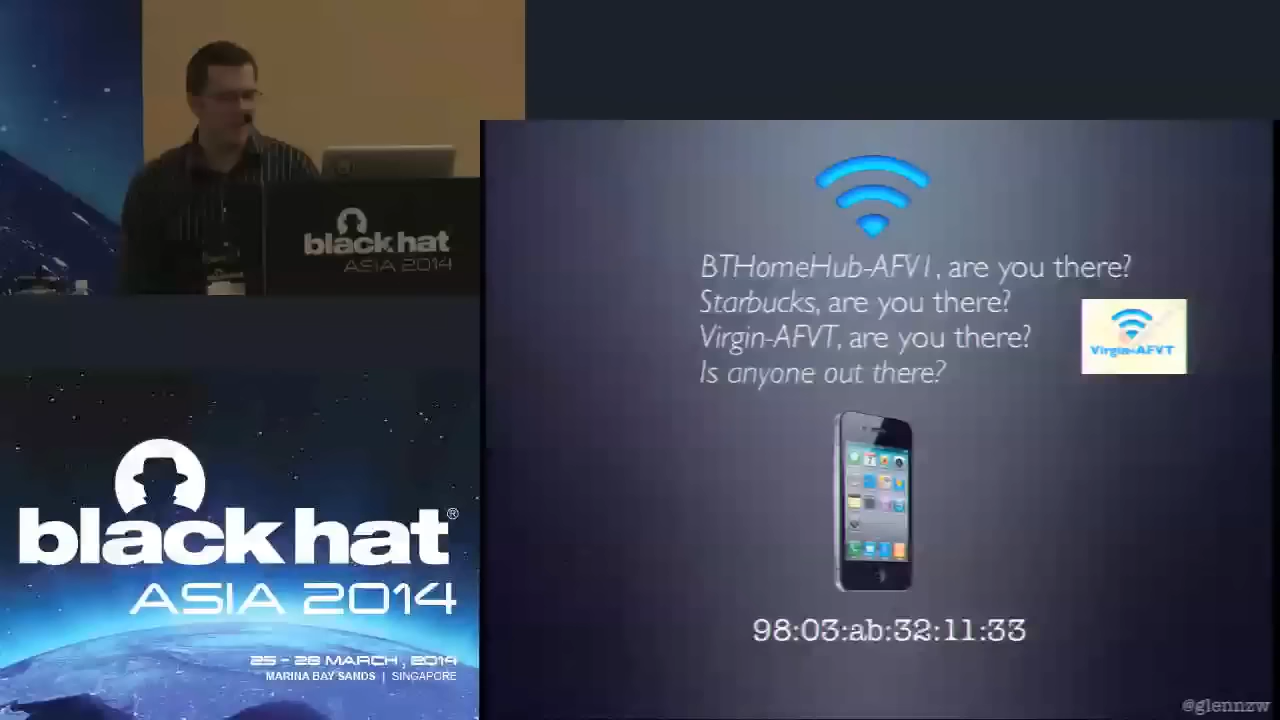 black hat
ASIA 2014
BTHomeHub-AFV1, are you there?
Starbucks, are you there?
Virgin-AFVT, are you there?
Is anyone out there?
Virgin-AFVT
98:03:ab:32:11:33
@glennzw
black hat®
ASIA 2014
25 - 28 MARCH, 2014
MARINA BAY SANDS | SINGAPORE